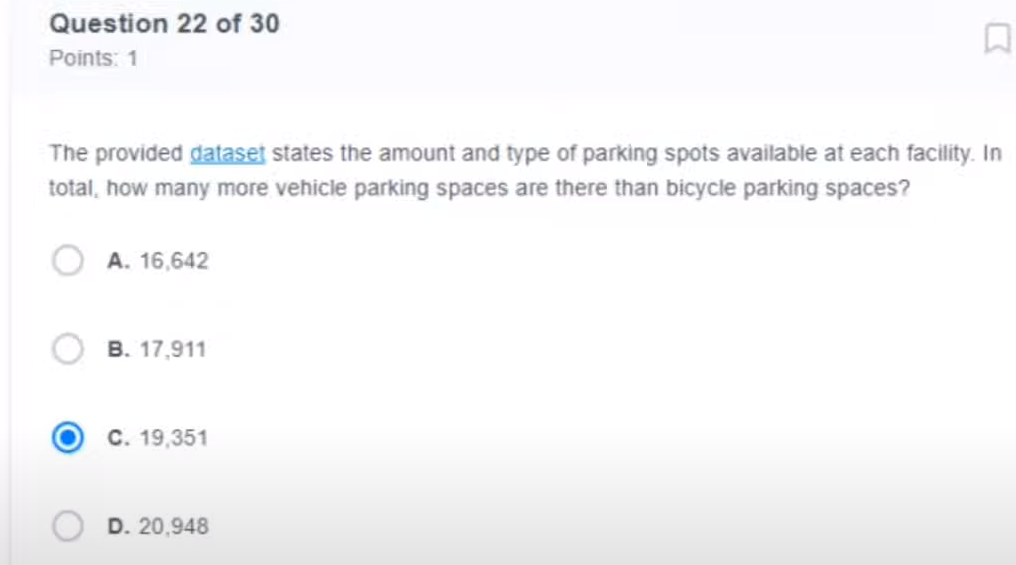 Question 22 of 30
Points: 1
The provided dataset states the amount and type of parking spots available at each facility. In
total, how many more vehicle parking spaces are there than bicycle parking spaces?
A. 16,642
B. 17,911
C. 19,351
D. 20,948